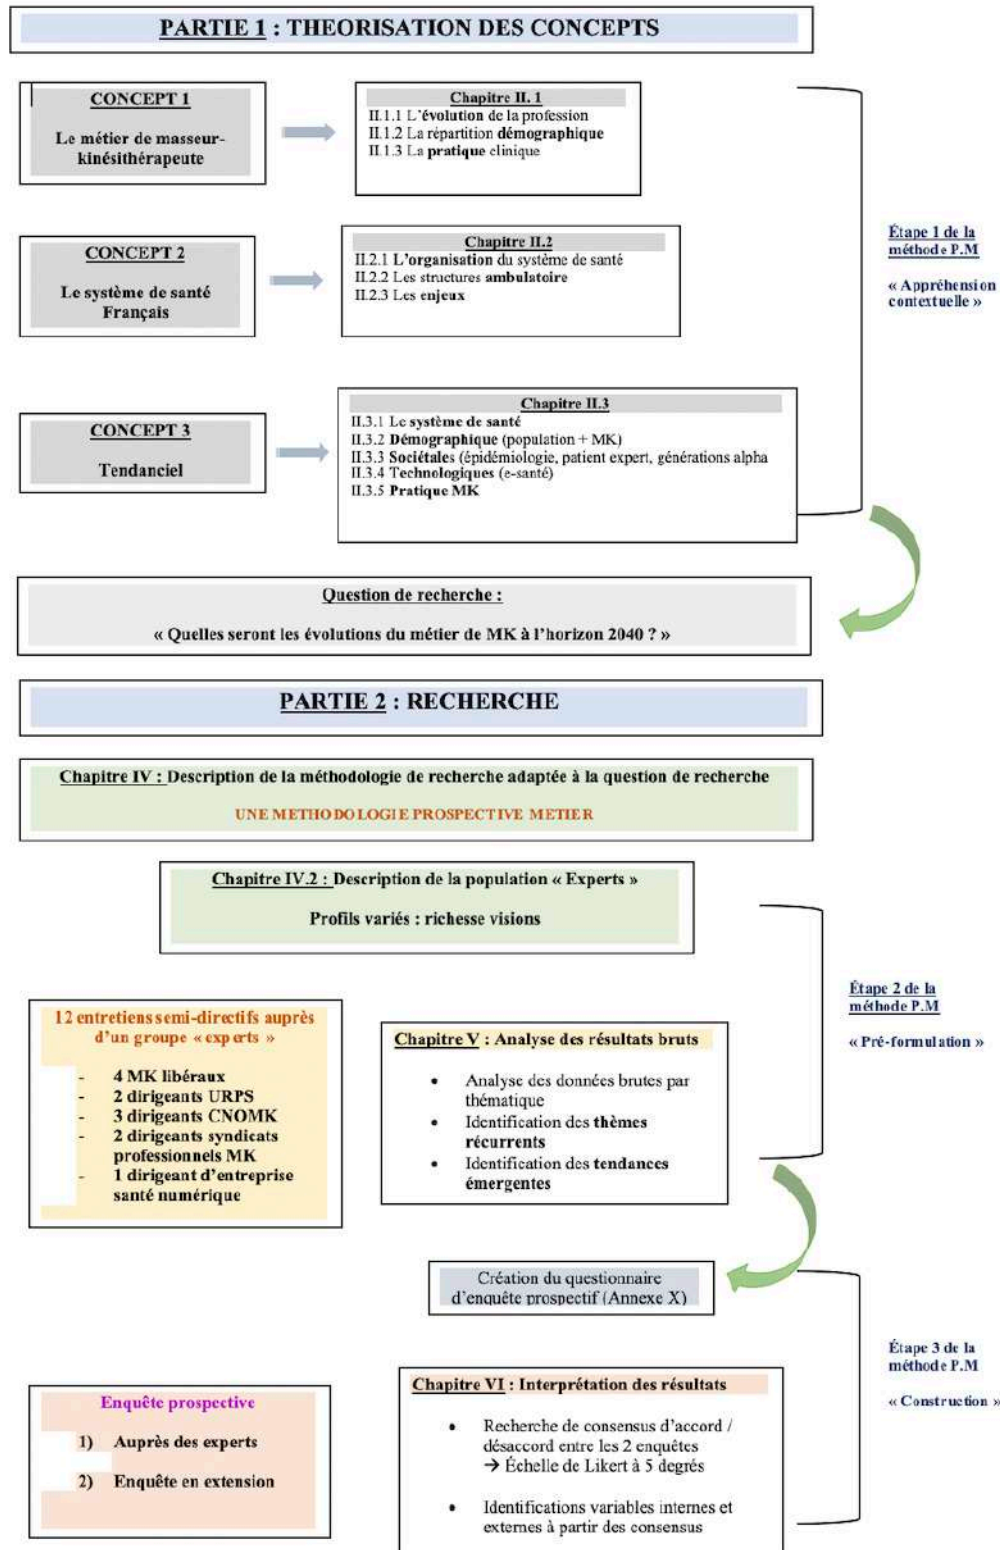 PARTIE 1 : THEORISATION DES CONCEPTS
CONCEPT 1
Le métier de masseur-
kinésithérapeute
Chapitre II. 1
II.1.1 L'évolution de la profession
II.1.2 La répartition démographique
II.1.3 La pratique clinique
CONCEPT 2
Le système de santé
Français
Chapitre II.2
II.2.1 L'organisation du système de santé
II.2.2 Les structures ambulatoire
II.2.3 Les enjeux
Étape 1 de la
méthode P.M
« Appréhension
contextuelle »
CONCEPT 3
Tendanciel
Chapitre II.3
II.3.1 Le système de santé
II.3.2 Démographique (population + MK)
II.3.3 Sociétales (épidémiologie, patient expert, générations alpha
II.3.4 Technologiques (e-santé)
II.3.5 Pratique MK
Question de recherche :
« Quelles seront les évolutions du métier de MK à l'horizon 2040 ? »
PARTIE 2 : RECHERCHE
Chapitre IV : Description de la méthodologie de recherche adaptée à la question de recherche
UNE METHODOLOGIE PROSPECTIVE METIER
Chapitre IV.2 : Description de la population « Experts »
Profils variés : richesse visions
12 entretiens semi-directifs auprès
d'un groupe « experts »
- 4 MK libéraux
- 2 dirigeants URPS
- 3 dirigeants CNOMK
- 2 dirigeants syndicats
professionnels MK
- 1 dirigeant d'entreprise
santé numérique
Chapitre V : Analyse des résultats bruts
• Analyse des données brutes par
thématique
• Identification des thèmes
récurrents
• Identification des tendances
émergentes
Étape 2 de la
méthode P.M
« Pré-formulation »
Création du questionnaire
d'enquête prospectif (Annexe X)
Enquête prospective
1) Auprès des experts
2) Enquête en extension
Chapitre VI : Interprétation des résultats
• Recherche de consensus d'accord /
désaccord entre les 2 enquêtes
→ Échelle de Likert à 5 degrés
• Identifications variables internes et
externes à partir des consensus
Étape 3 de la
méthode P.M
« Construction »